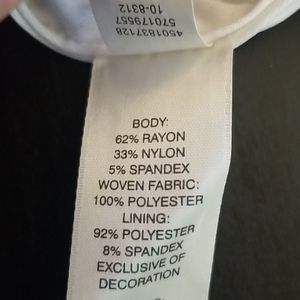 4501837128
570179557
10-8312
BODY:
62% RAYON
33% NYLON
5% SPANDEX
WOVEN FABRIC:
100% POLYESTER
LINING:
92% POLYESTER
8% SPANDEX
EXCLUSIVE OF
DECORATION